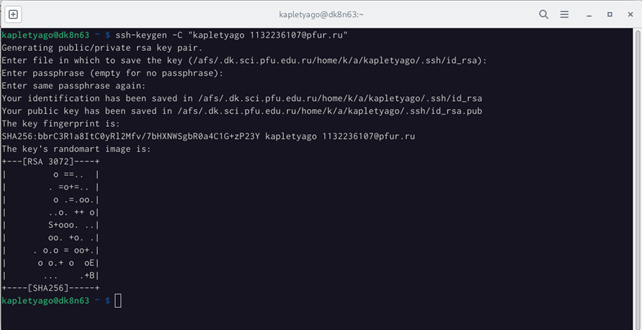 kapletyago@dk8n63:~
kapletyago@dk8n63 ~ $ ssh-keygen -C "kapletyago 1132236107@pfur.ru"
Generating public/private rsa key pair.
Enter file in which to save the key (/afs/.dk.sci.pfu.edu.ru/home/k/a/kapletyago/.ssh/id_rsa):
Enter passphrase (empty for no passphrase):
Enter same passphrase again:
Your identification has been saved in /afs/.dk.sci.pfu.edu.ru/home/k/a/kapletyago/.ssh/id_rsa
Your public key has been saved in /afs/.dk.sci.pfu.edu.ru/home/k/a/kapletyago/.ssh/id_rsa.pub
The key fingerprint is:
SHA256:bbrC3R1a8ItC0yRl2Mfv/7bHXNWSgbR0a4C1G+zP23Y kapletyago 1132236107@pfur.ru
The key's randomart image is:
+---[RSA 3072]----+
|         o ==..  |
|        . =o+=.. |
|         o .=.oo.|
|        ..o. ++ o|
|        S+ooo. ..|
|        oo. +o. .|
|     . o.o = oo+.|
|      o o.+ o  oE|
|       ...    .+B|
+----[SHA256]-----+
kapletyago@dk8n63 ~ $